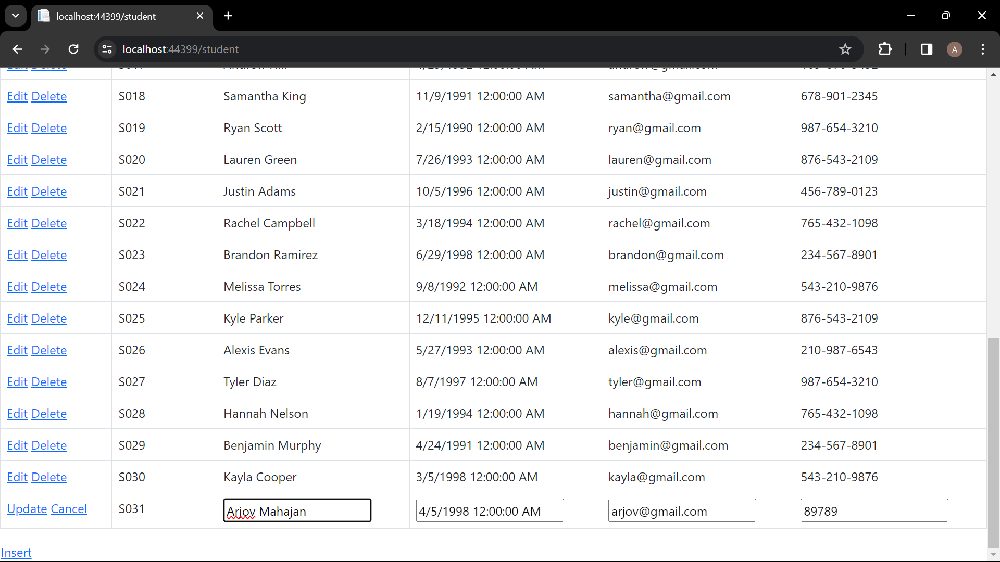 localhost:44399/student
localhost:44399/student
A
Edit Delete S018 Samantha King 11/9/1991 12:00:00 AM samantha@gmail.com 678-901-2345
Edit Delete S019 Ryan Scott 2/15/1990 12:00:00 AM ryan@gmail.com 987-654-3210
Edit Delete S020 Lauren Green 7/26/1993 12:00:00 AM lauren@gmail.com 876-543-2109
Edit Delete S021 Justin Adams 10/5/1996 12:00:00 AM justin@gmail.com 456-789-0123
Edit Delete S022 Rachel Campbell 3/18/1994 12:00:00 AM rachel@gmail.com 765-432-1098
Edit Delete S023 Brandon Ramirez 6/29/1998 12:00:00 AM brandon@gmail.com 234-567-8901
Edit Delete S024 Melissa Torres 9/8/1992 12:00:00 AM melissa@gmail.com 543-210-9876
Edit Delete S025 Kyle Parker 12/11/1995 12:00:00 AM kyle@gmail.com 876-543-2109
Edit Delete S026 Alexis Evans 5/27/1993 12:00:00 AM alexis@gmail.com 210-987-6543
Edit Delete S027 Tyler Diaz 8/7/1997 12:00:00 AM tyler@gmail.com 987-654-3210
Edit Delete S028 Hannah Nelson 1/19/1994 12:00:00 AM hannah@gmail.com 765-432-1098
Edit Delete S029 Benjamin Murphy 4/24/1991 12:00:00 AM benjamin@gmail.com 234-567-8901
Edit Delete S030 Kayla Cooper 3/5/1998 12:00:00 AM kayla@gmail.com 543-210-9876
Update Cancel S031 Arjov Mahajan 4/5/1998 12:00:00 AM arjov@gmail.com 89789
Insert